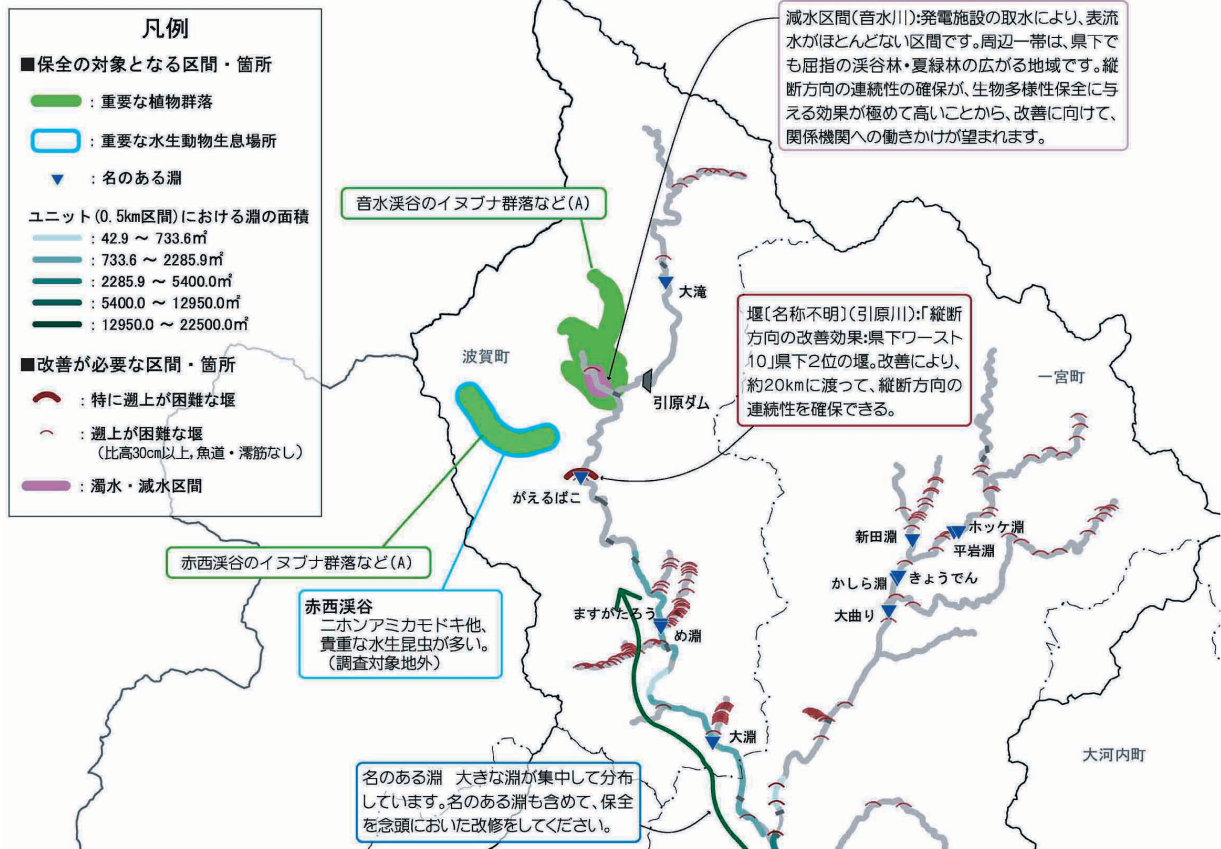 凡例
■保全の対象となる区間・箇所
：重要な植物群落
：重要な水生動物生息場所
：名のある淵
ユニット(0.5km区間)における淵の面積
：42.9 ～ 733.6㎡
：733.6 ～ 2285.9㎡
：2285.9 ～ 5400.0㎡
：5400.0 ～ 12950.0㎡
：12950.0 ～ 22500.0㎡
■改善が必要な区間・箇所
：特に遡上が困難な堰
：遡上が困難な堰
(比高30cm以上,魚道・澪筋なし)
：濁水・減水区間
減水区間(音水川):発電施設の取水により、表流
水がほとんどない区間です。周辺一帯は、県下で
も屈指の渓谷林・夏緑林の広がる地域です。縦
断方向の連続性の確保が、生物多様性保全に与
える効果が極めて高いことから、改善に向けて、
関係機関への働きかけが望まれます。
音水渓谷のイヌブナ群落など(A)
大滝
堰〔名称不明〕(引原川):「縦断
方向の改善効果:県下ワースト
10」県下2位の堰。改善により、
約20kmに渡って、縦断方向の
連続性を確保できる。
波賀町
一宮町
引原ダム
がえるばこ
新田淵
ホッケ淵
平岩淵
かしら淵
きょうでん
大曲り
赤西渓谷のイヌブナ群落など(A)
赤西渓谷
ニホンアミカモドキ他、
貴重な水生昆虫が多い。
(調査対象地外)
ますがたろう
め淵
大淵
大河内町
名のある淵　大きな淵が集中して分布
しています。名のある淵も含めて、保全
を念頭においた改修をしてください。